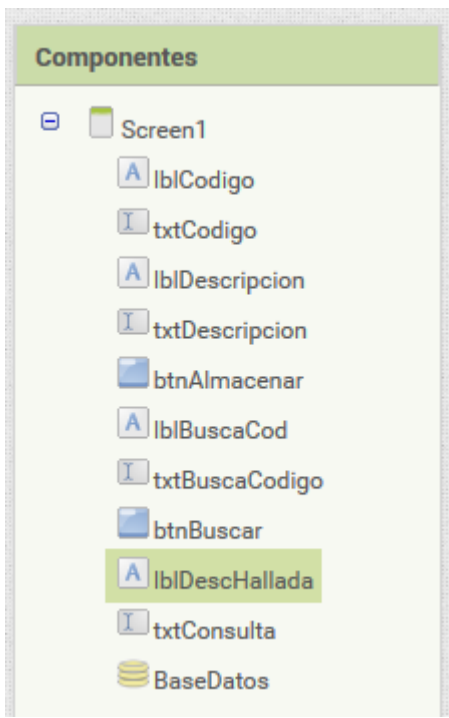 Componentes
Screen1
lblCodigo
txtCodigo
lblDescripcion
txtDescripcion
btnAlmacenar
lblBuscaCod
txtBuscaCodigo
btnBuscar
lblDescHallada
txtConsulta
BaseDatos